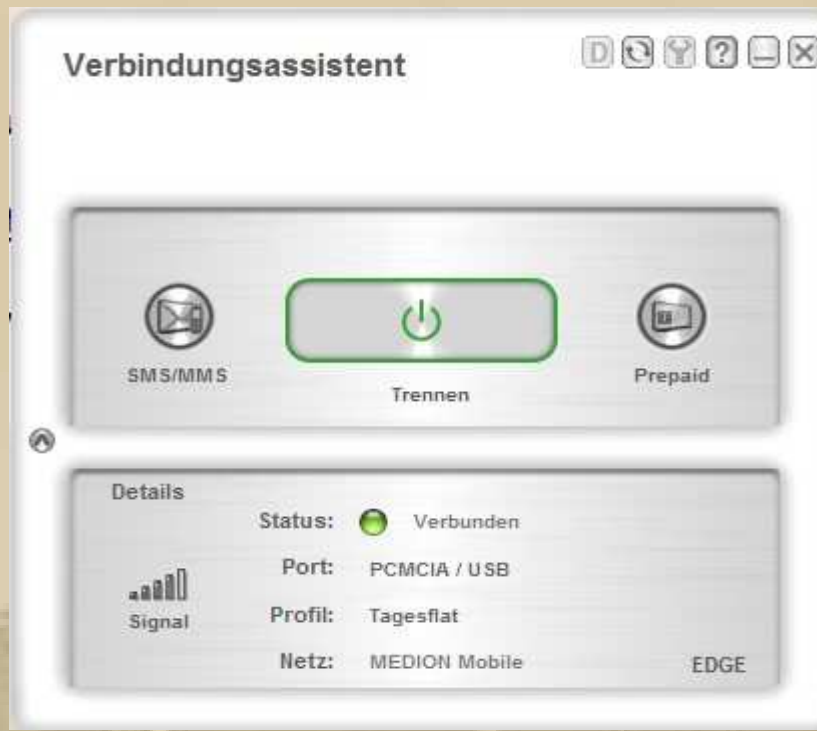 Verbindungsassistent
D ?
SMS/MMS
Trennen
Prepaid
Details
Status: Verbunden
Port: PCMCIA / USB
Signal
Profil: Tagesflat
Netz: MEDION Mobile
EDGE